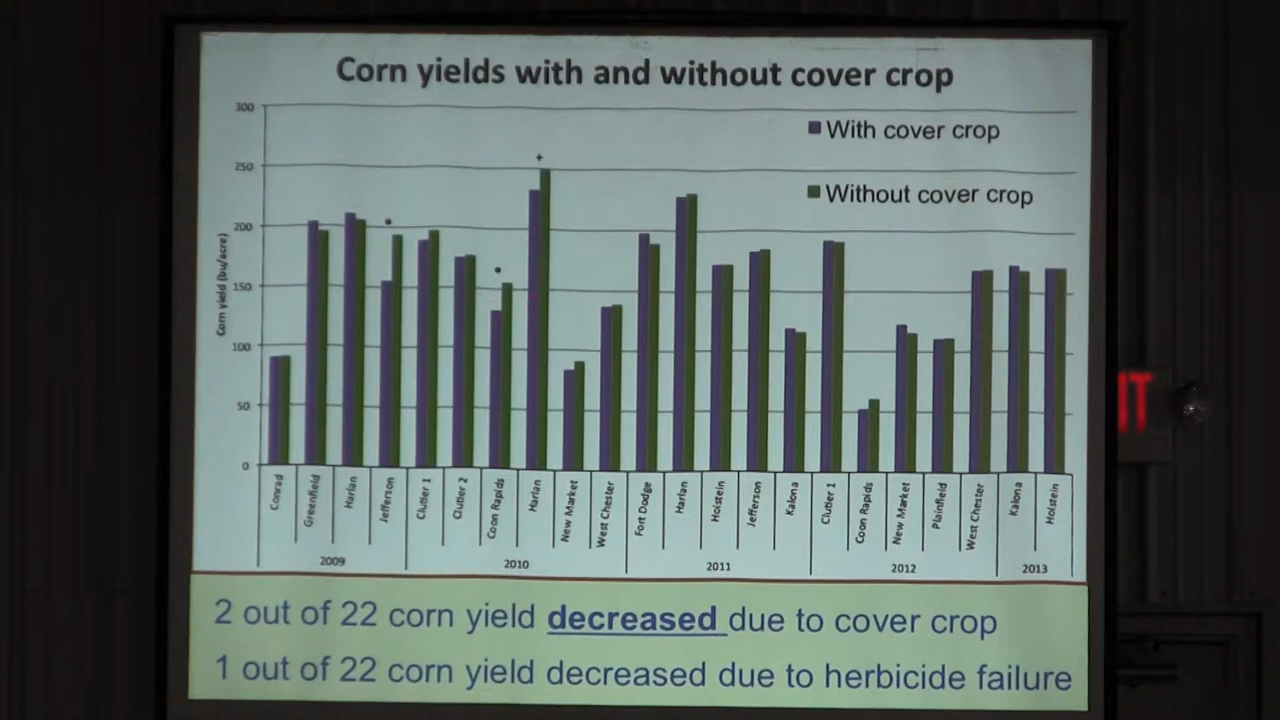 Corn yields with and without cover crop
300
250
200
150
100
50
0
Corn yield (bu/acre)
With cover crop
Without cover crop
*
*
+
Conrad
Greenfield
Harlan
Jefferson
Clutier 1
Clutier 2
Coon Rapids
Harlan
New Market
West Chester
Fort Dodge
Harlan
Holstein
Jefferson
Kalona
Clutier 1
Coon Rapids
New Market
Plainfield
West Chester
Kalona
Holstein
2009
2010
2011
2012
2013
2 out of 22 corn yield decreased due to cover crop
1 out of 22 corn yield decreased due to herbicide failure
IT